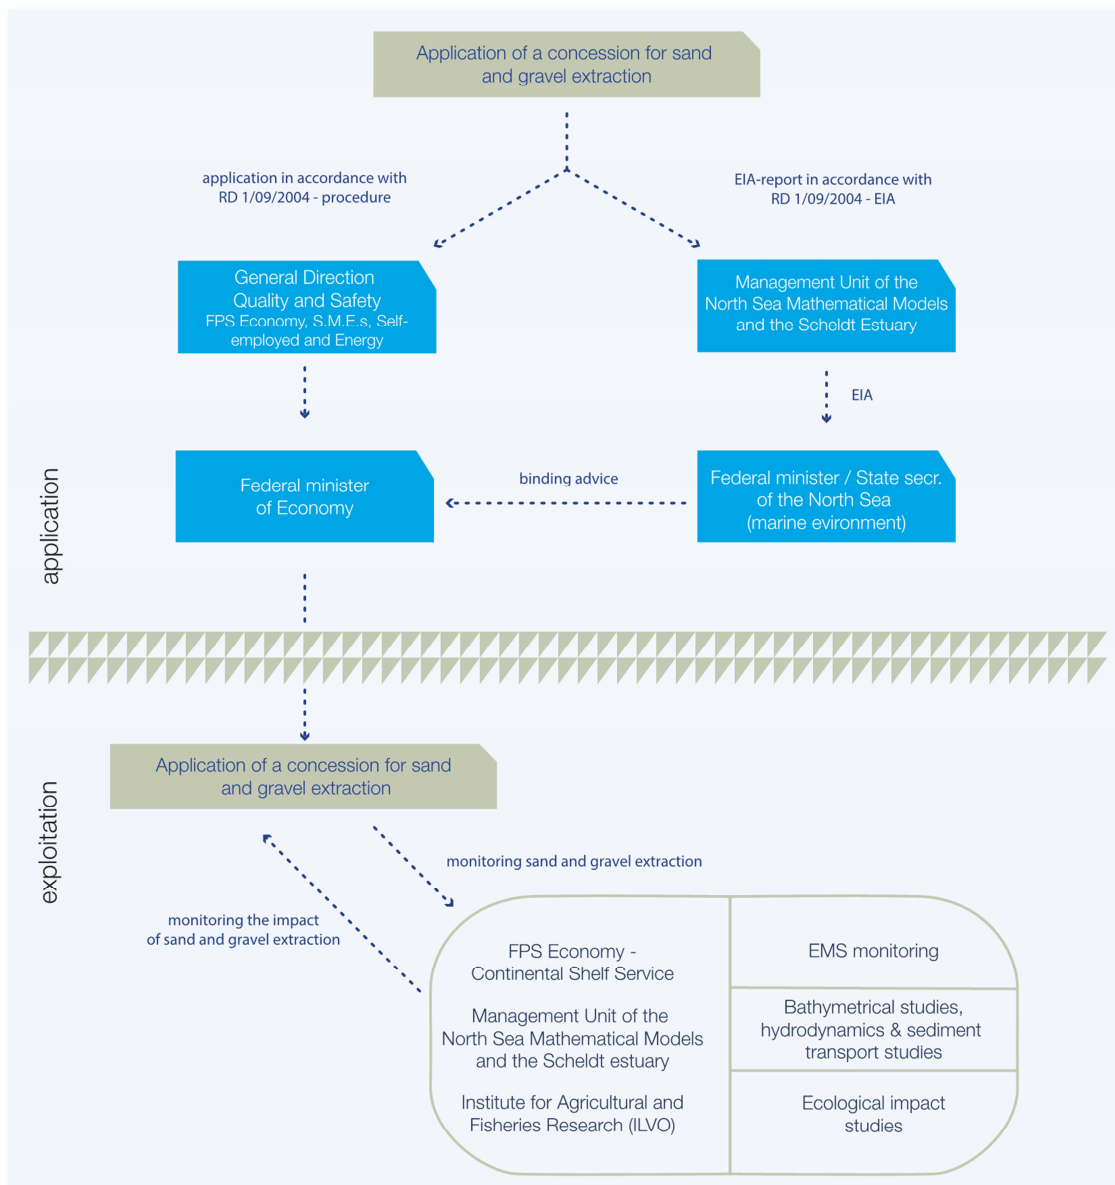 Application of a concession for sand
and gravel extraction
application in accordance with
RD 1/09/2004 - procedure
EIA-report in accordance with
RD 1/09/2004 - EIA
General Direction
Quality and Safety
FPS Economy, S.M.E.s, Self-
employed and Energy
Management Unit of the
North Sea Mathematical Models
and the Scheldt Estuary
EIA
application
Federal minister
of Economy
binding advice
Federal minister / State secr.
of the North Sea
(marine evironment)
exploitation
Application of a concession for sand
and gravel extraction
monitoring sand and gravel extraction
monitoring the impact
of sand and gravel extraction
FPS Economy -
Continental Shelf Service
Management Unit of the
North Sea Mathematical Models
and the Scheldt estuary
Institute for Agricultural and
Fisheries Research (ILVO)
EMS monitoring
Bathymetrical studies,
hydrodynamics & sediment
transport studies
Ecological impact
studies